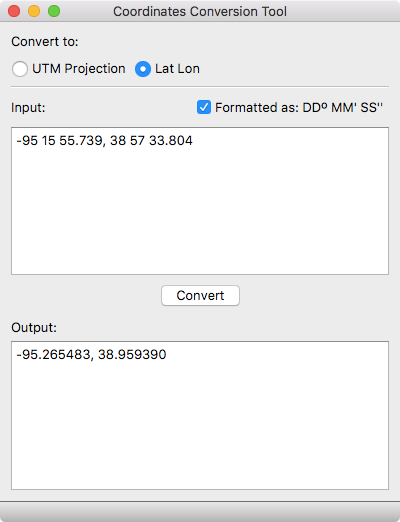 Coordinates Conversion Tool
Convert to:
UTM Projection Lat Lon
Input: Formatted as: DDº MM' SS''
-95 15 55.739, 38 57 33.804
Convert
Output:
-95.265483, 38.959390